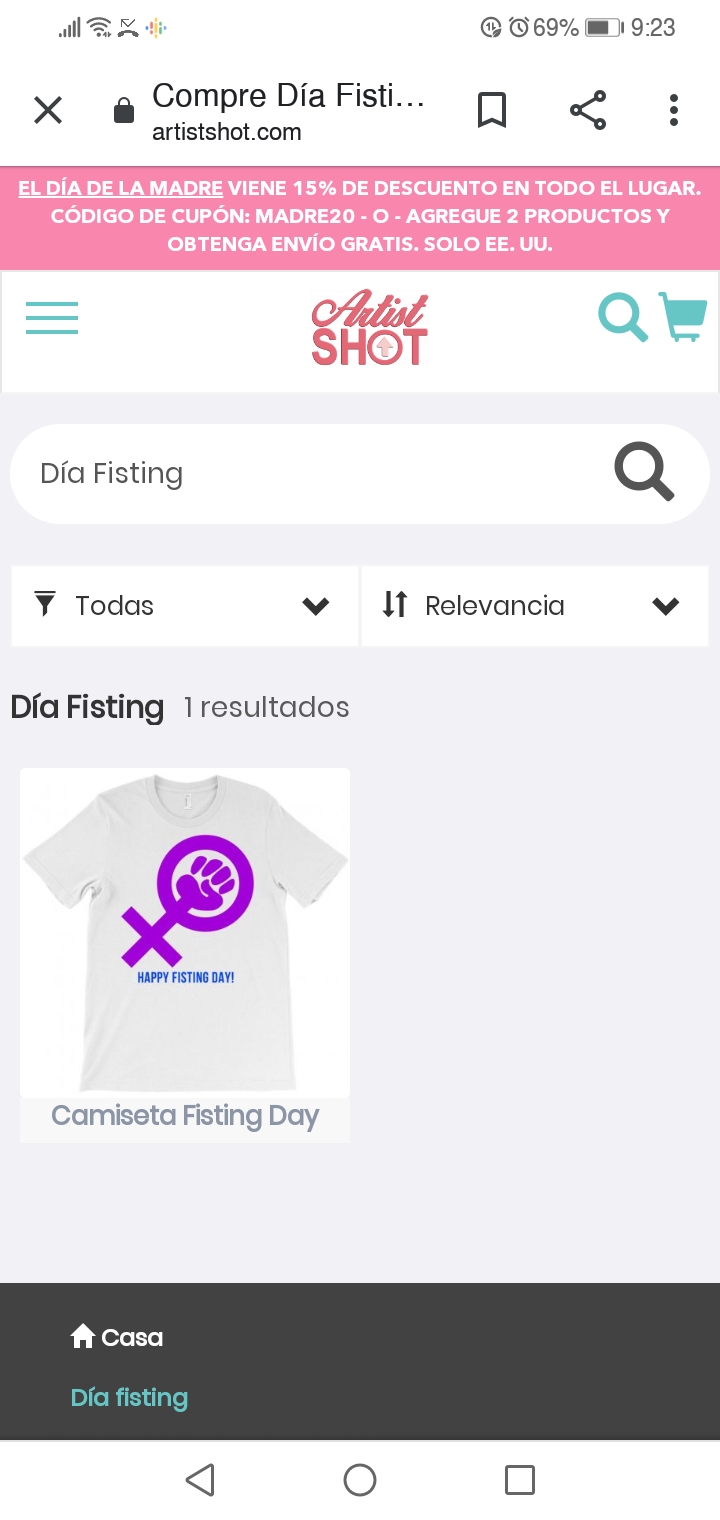 69% 9:23
Compre Día Fisti...
artistshot.com
EL DÍA DE LA MADRE VIENE 15% DE DESCUENTO EN TODO EL LUGAR.
CÓDIGO DE CUPÓN: MADRE20 - O - AGREGUE 2 PRODUCTOS Y
OBTENGA ENVÍO GRATIS. SOLO EE. UU.
Artist
SHOT
Día Fisting
Todas Relevancia
Día Fisting 1 resultados
HAPPY FISTING DAY!
Camiseta Fisting Day
Casa
Día fisting